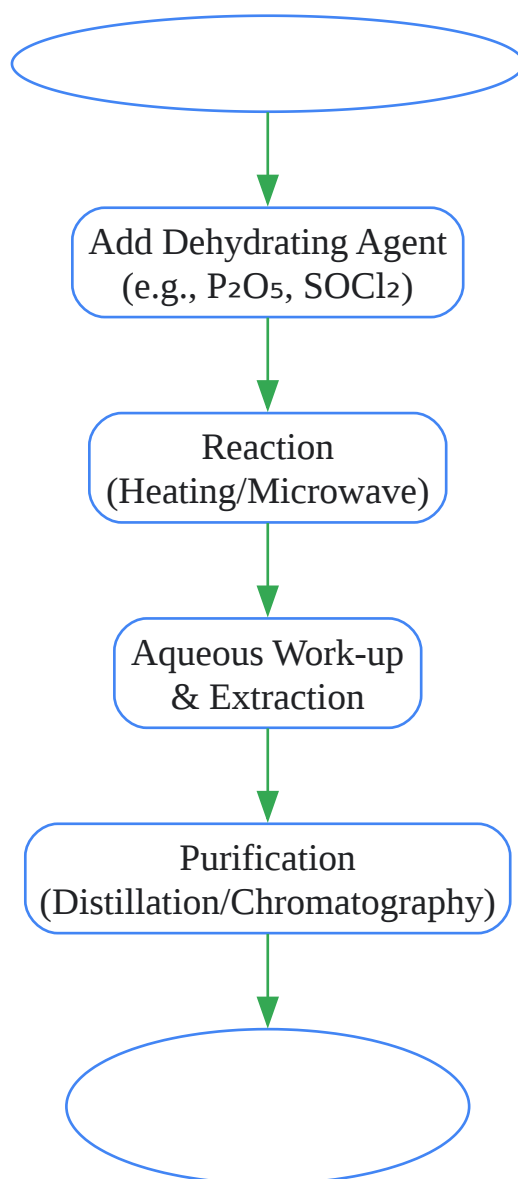 Add Dehydrating Agent
(e.g., P₂O₅, SOCl₂)
Reaction
(Heating/Microwave)
Aqueous Work-up
& Extraction
Purification
(Distillation/Chromatography)